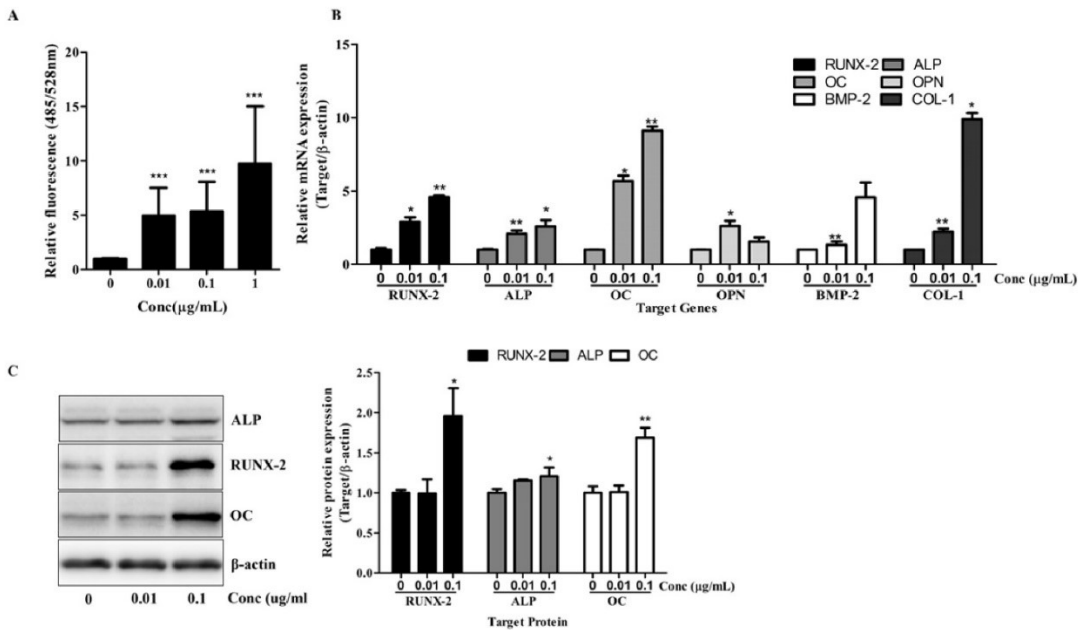 A
Relative fluorescence (485/528nm)
20
15
10
5
0
***
***
***
0 0.01 0.1 1
Conc(μg/mL)
B
Relative mRNA expression
(Target/β-actin)
15
10
5
0
RUNX-2 ALP
OC OPN
BMP-2 COL-1
* ** ** * * ** * ** ** *
0 0.01 0.1 0 0.01 0.1 0 0.01 0.1 0 0.01 0.1 0 0.01 0.1 0 0.01 0.1 Conc (μg/mL)
RUNX-2 ALP OC OPN BMP-2 COL-1
Target Genes
C
ALP
RUNX-2
OC
β-actin
0 0.01 0.1 Conc (ug/ml
RUNX-2 ALP OC
Relative protein expression
(Target/β-actin)
2.5
2.0
1.5
1.0
0.5
0.0
* * **
0 0.01 0.1 0 0.01 0.1 0 0.01 0.1 Conc (μg/mL)
RUNX-2 ALP OC
Target Protein